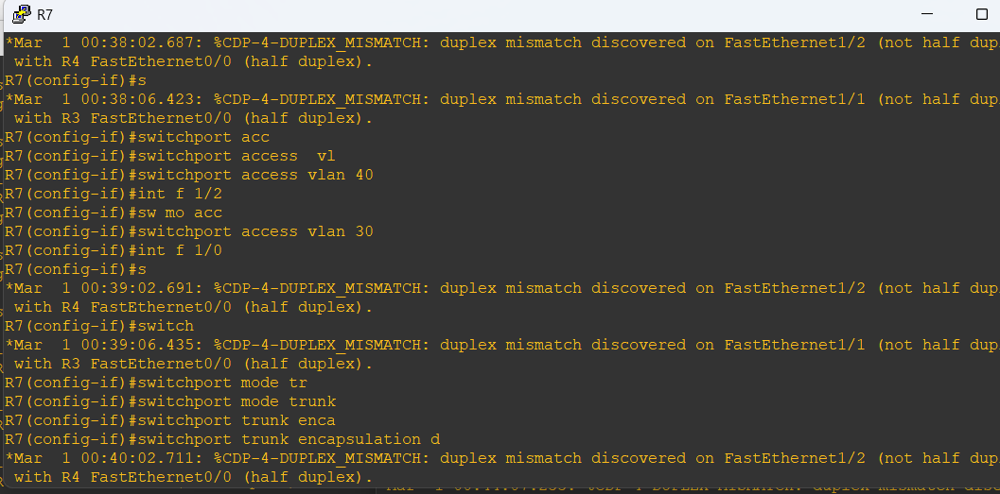 R7
*Mar  1 00:38:02.687: %CDP-4-DUPLEX_MISMATCH: duplex mismatch discovered on FastEthernet1/2 (not half dup
 with R4 FastEthernet0/0 (half duplex).
R7(config-if)#s
*Mar  1 00:38:06.423: %CDP-4-DUPLEX_MISMATCH: duplex mismatch discovered on FastEthernet1/1 (not half dup
 with R3 FastEthernet0/0 (half duplex).
R7(config-if)#switchport acc
R7(config-if)#switchport access  vl
R7(config-if)#switchport access vlan 40
R7(config-if)#int f 1/2
R7(config-if)#sw mo acc
R7(config-if)#switchport access vlan 30
R7(config-if)#int f 1/0
R7(config-if)#s
*Mar  1 00:39:02.691: %CDP-4-DUPLEX_MISMATCH: duplex mismatch discovered on FastEthernet1/2 (not half dup
 with R4 FastEthernet0/0 (half duplex).
R7(config-if)#switch
*Mar  1 00:39:06.435: %CDP-4-DUPLEX_MISMATCH: duplex mismatch discovered on FastEthernet1/1 (not half dup
 with R3 FastEthernet0/0 (half duplex).
R7(config-if)#switchport mode tr
R7(config-if)#switchport mode trunk
R7(config-if)#switchport trunk enca
R7(config-if)#switchport trunk encapsulation d
*Mar  1 00:40:02.711: %CDP-4-DUPLEX_MISMATCH: duplex mismatch discovered on FastEthernet1/2 (not half dup
 with R4 FastEthernet0/0 (half duplex).